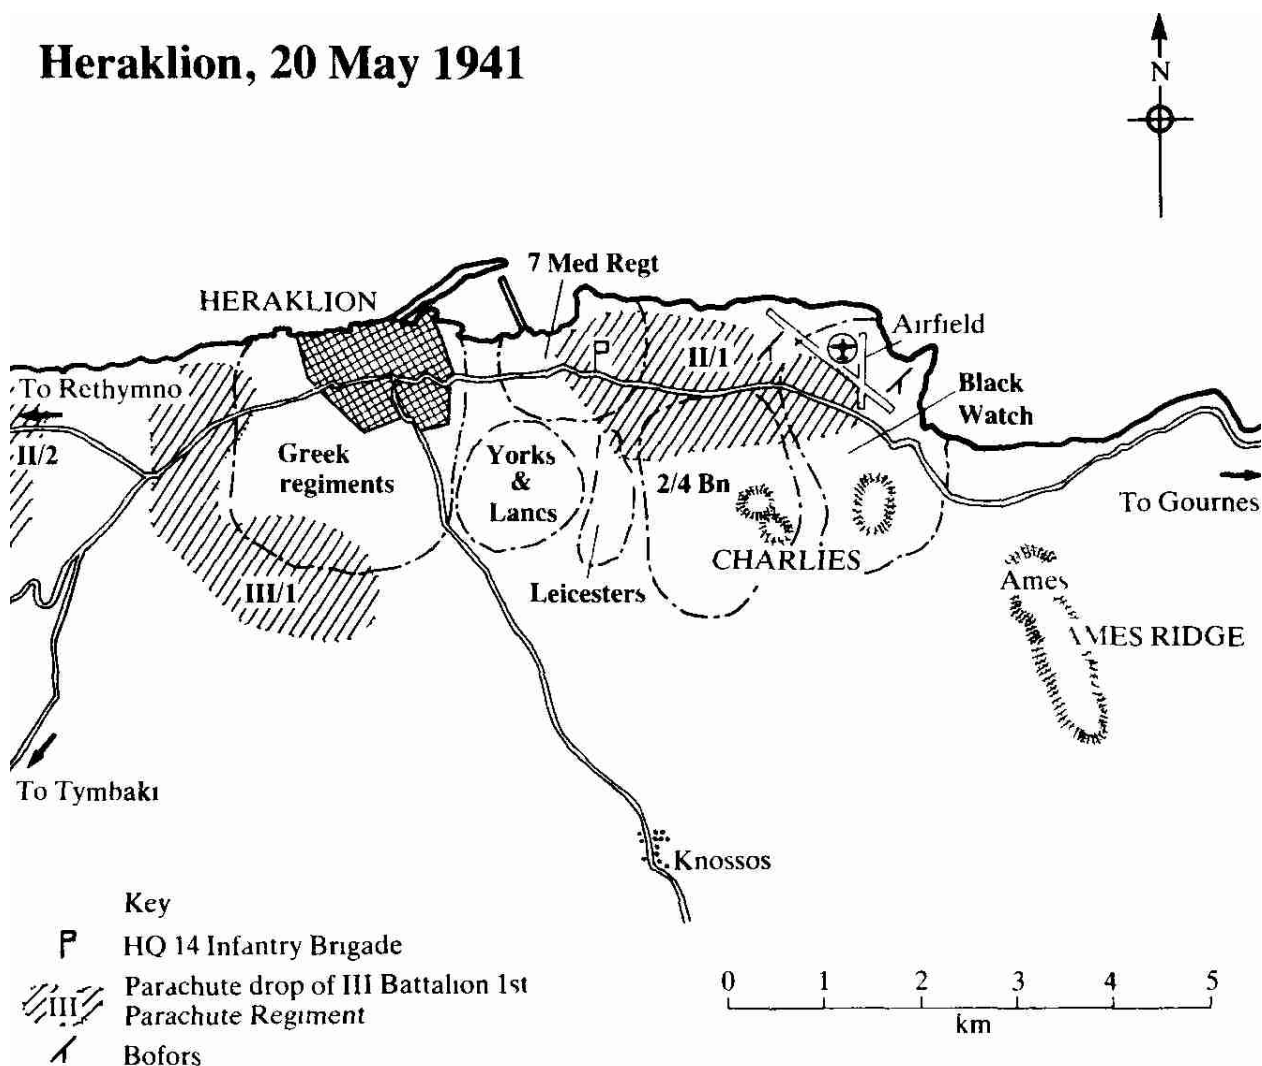 Heraklion, 20 May 1941
N
7 Med Regt
HERAKLION
Airfield
II/1
To Rethymno
Black
Watch
II/2
Greek
regiments
Yorks
&
Lancs
2/4 Bn
To Gournes
CHARLIES
III/1
Leicesters
Ames
AMES RIDGE
To Tymbaki
Knossos
Key
HQ 14 Infantry Brigade
III
Parachute drop of III Battalion 1st
Parachute Regiment
Bofors
0 1 2 3 4 5
km